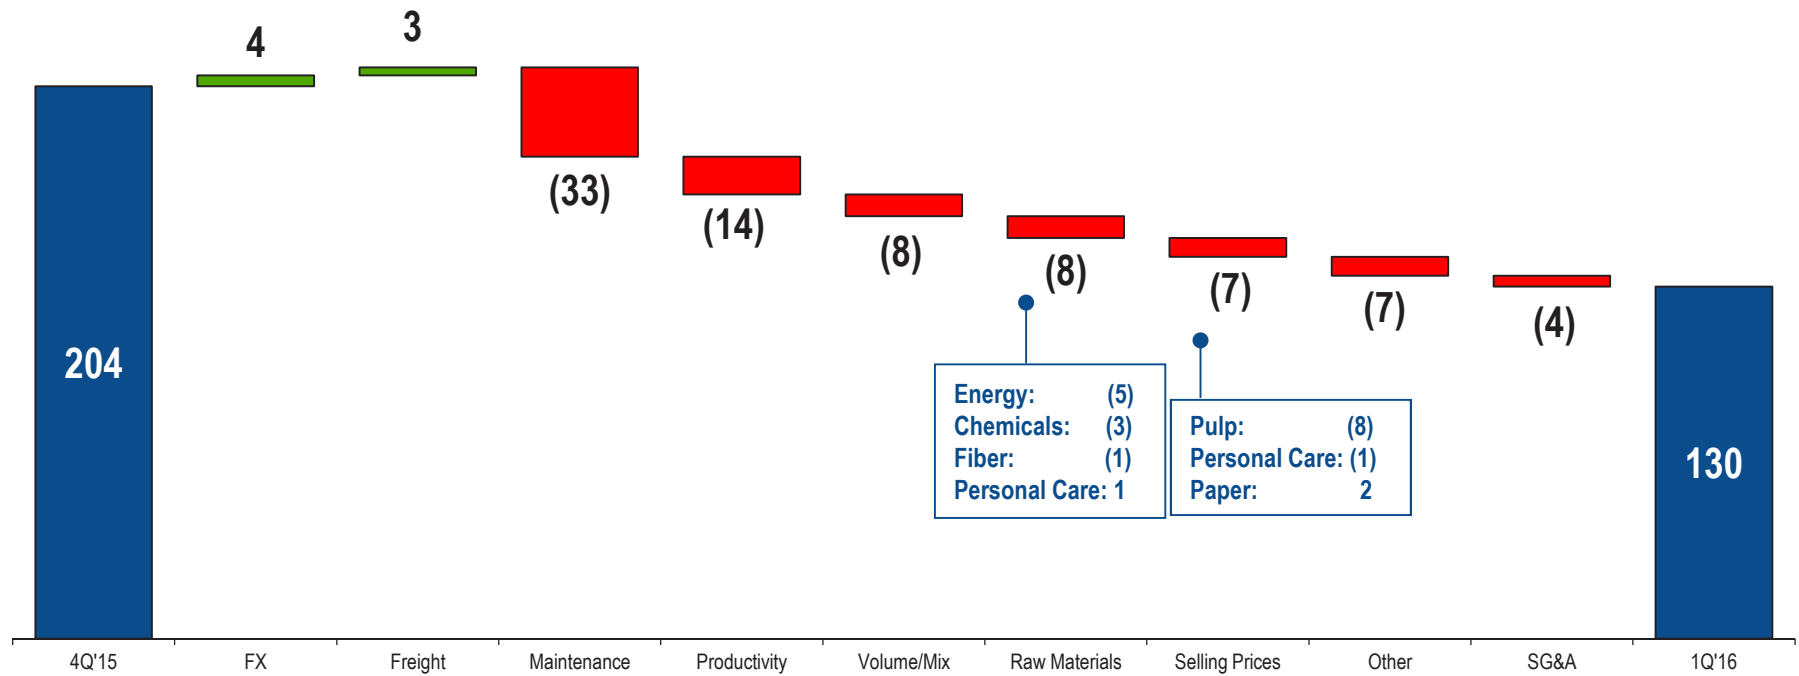 4
3
(33)
(14)
(8)
(8)
(7)
(7)
(4)
204
130
Energy: (5)
Chemicals: (3)
Fiber: (1)
Personal Care: 1
Pulp: (8)
Personal Care: (1)
Paper: 2
4Q'15 FX Freight Maintenance Productivity Volume/Mix Raw Materials Selling Prices Other SG&A 1Q'16